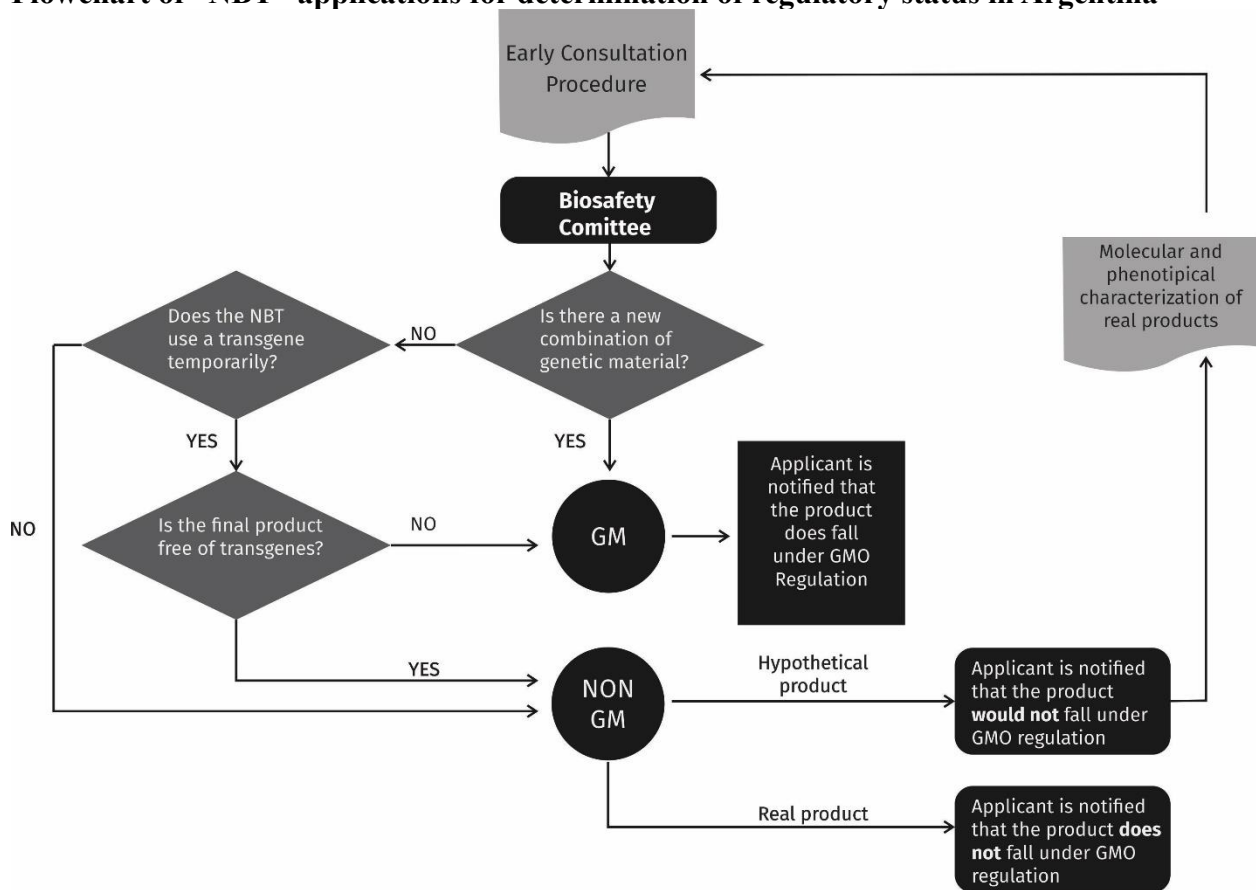 Flowchart of "NBT" applications for determination of regulatory status in Argentina
Early Consultation
Procedure
Biosafety
Comittee
Is there a new
combination of
genetic material?
NO
Does the NBT
use a transgene
temporarily?
YES
YES
NO
Is the final product
free of transgenes?
NO
GM
Applicant is
notified that
the product
does fall
under GMO
Regulation
YES
NON
GM
Hypothetical
product
Applicant is notified
that the product
would not fall under
GMO regulation
Molecular and
phenotipical
characterization of
real products
Real product
Applicant is notified
that the product does
not fall under GMO
regulation